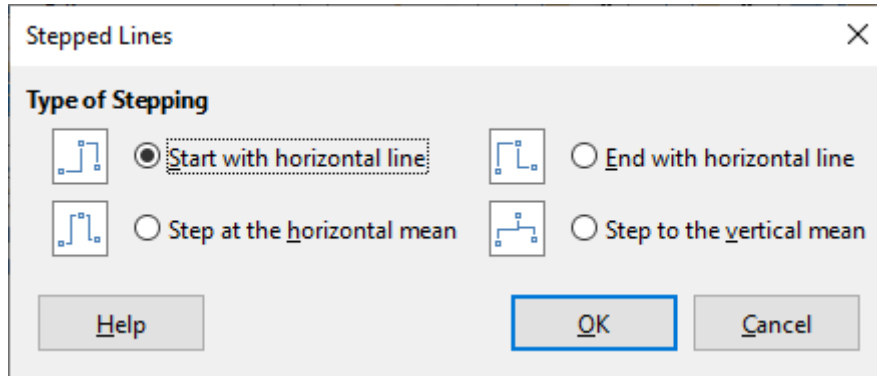 Stepped Lines
Type of Stepping
Start with horizontal line
End with horizontal line
Step at the horizontal mean
Step to the vertical mean
Help
OK
Cancel